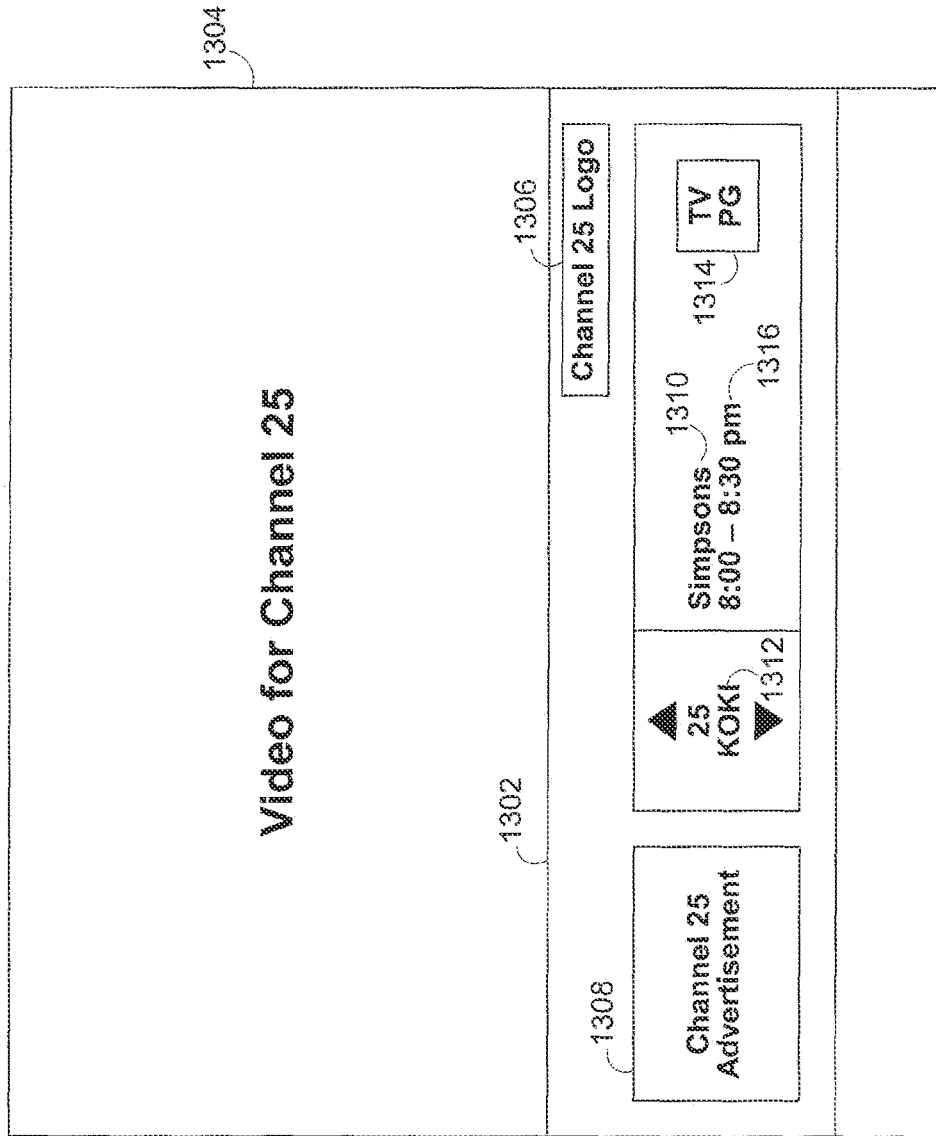 1304
Video for Channel 25
1302
1306
Channel 25 Logo
1308
Channel 25
Advertisement
25
KOKI
1312
Simpsons
8:00 – 8:30 pm
1310
1316
1314
TV
PG